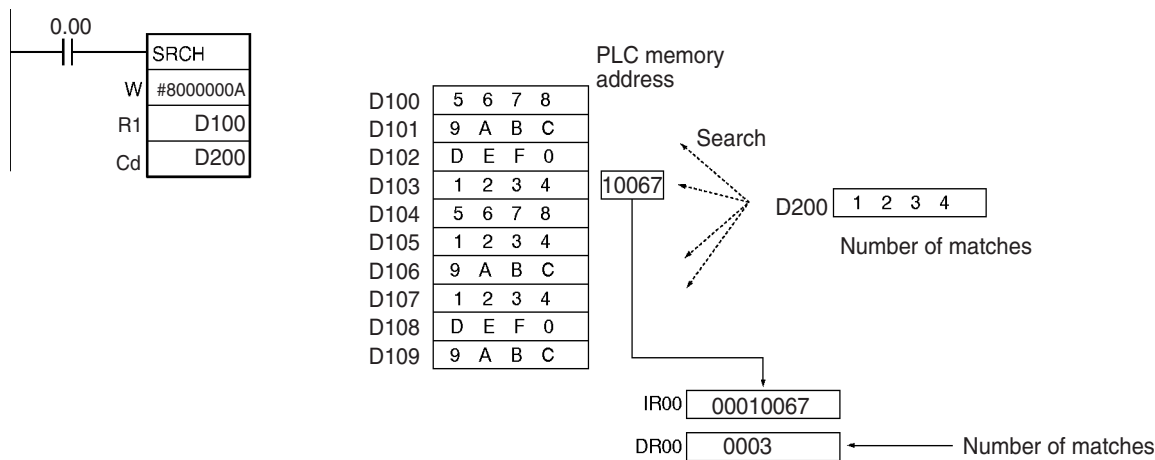 0.00
SRCH
W #8000000A
R1 D100
Cd D200
PLC memory
address
D100 5 6 7 8
D101 9 A B C
D102 D E F 0
D103 1 2 3 4
D104 5 6 7 8
D105 1 2 3 4
D106 9 A B C
D107 1 2 3 4
D108 D E F 0
D109 9 A B C
10067
Search
D200 1 2 3 4
Number of matches
IR00 00010067
DR00 0003
Number of matches